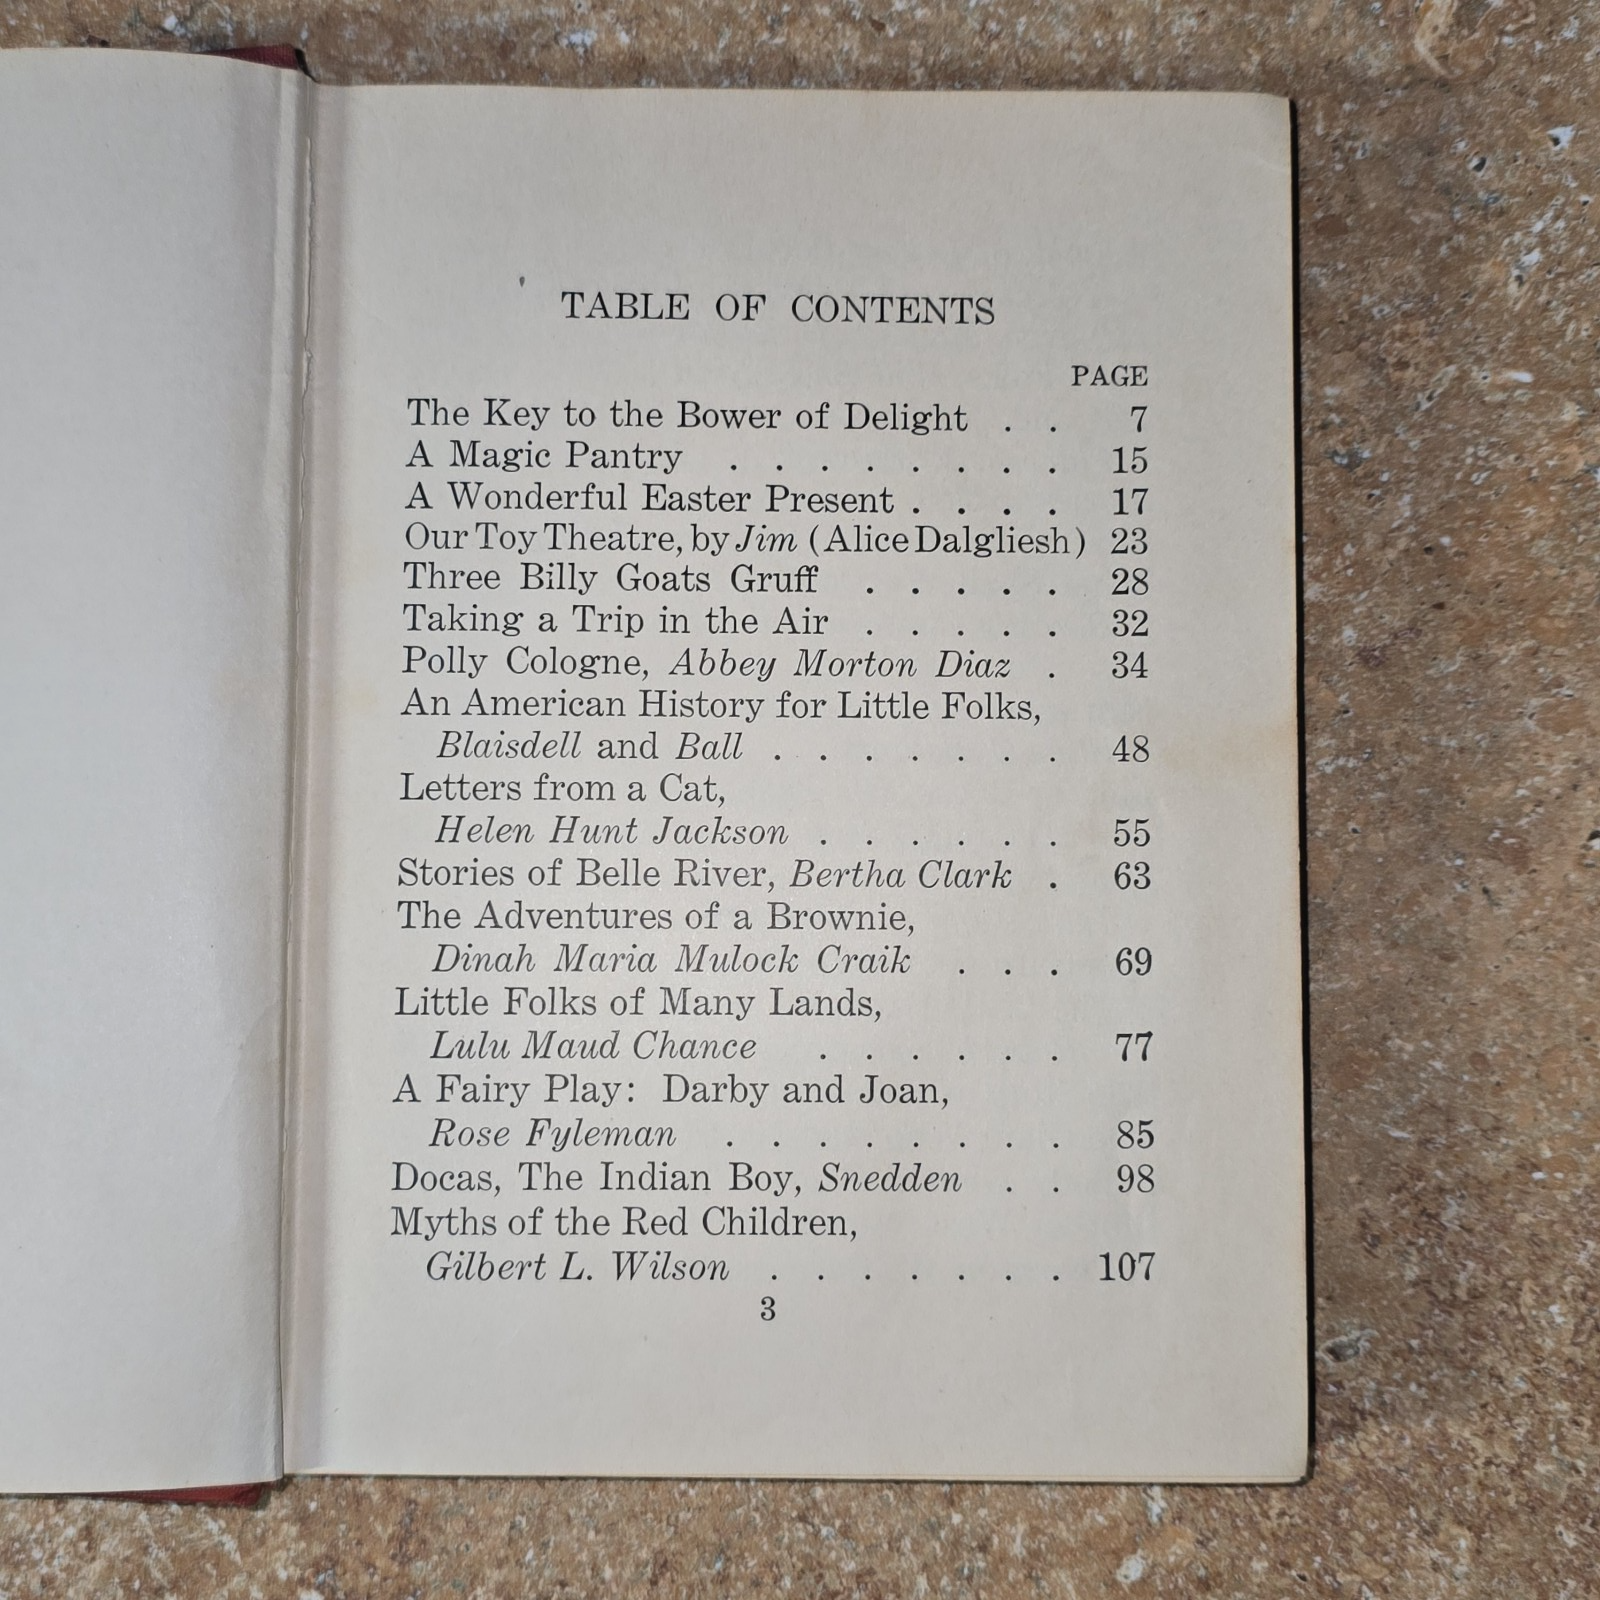 TABLE OF CONTENTS
PAGE
The Key to the Bower of Delight . . 7
A Magic Pantry . . . . . . . . 15
A Wonderful Easter Present . . . . 17
Our Toy Theatre, by Jim (Alice Dalgliesh) 23
Three Billy Goats Gruff . . . . . 28
Taking a Trip in the Air . . . . . 32
Polly Cologne, Abbey Morton Diaz . 34
An American History for Little Folks,
Blaisdell and Ball . . . . . . . 48
Letters from a Cat,
Helen Hunt Jackson . . . . . . 55
Stories of Belle River, Bertha Clark . 63
The Adventures of a Brownie,
Dinah Maria Mulock Craik . . . 69
Little Folks of Many Lands,
Lulu Maud Chance . . . . . . 77
A Fairy Play: Darby and Joan,
Rose Fyleman . . . . . . . . 85
Docas, The Indian Boy, Snedden . . 98
Myths of the Red Children,
Gilbert L. Wilson . . . . . . . 107
3